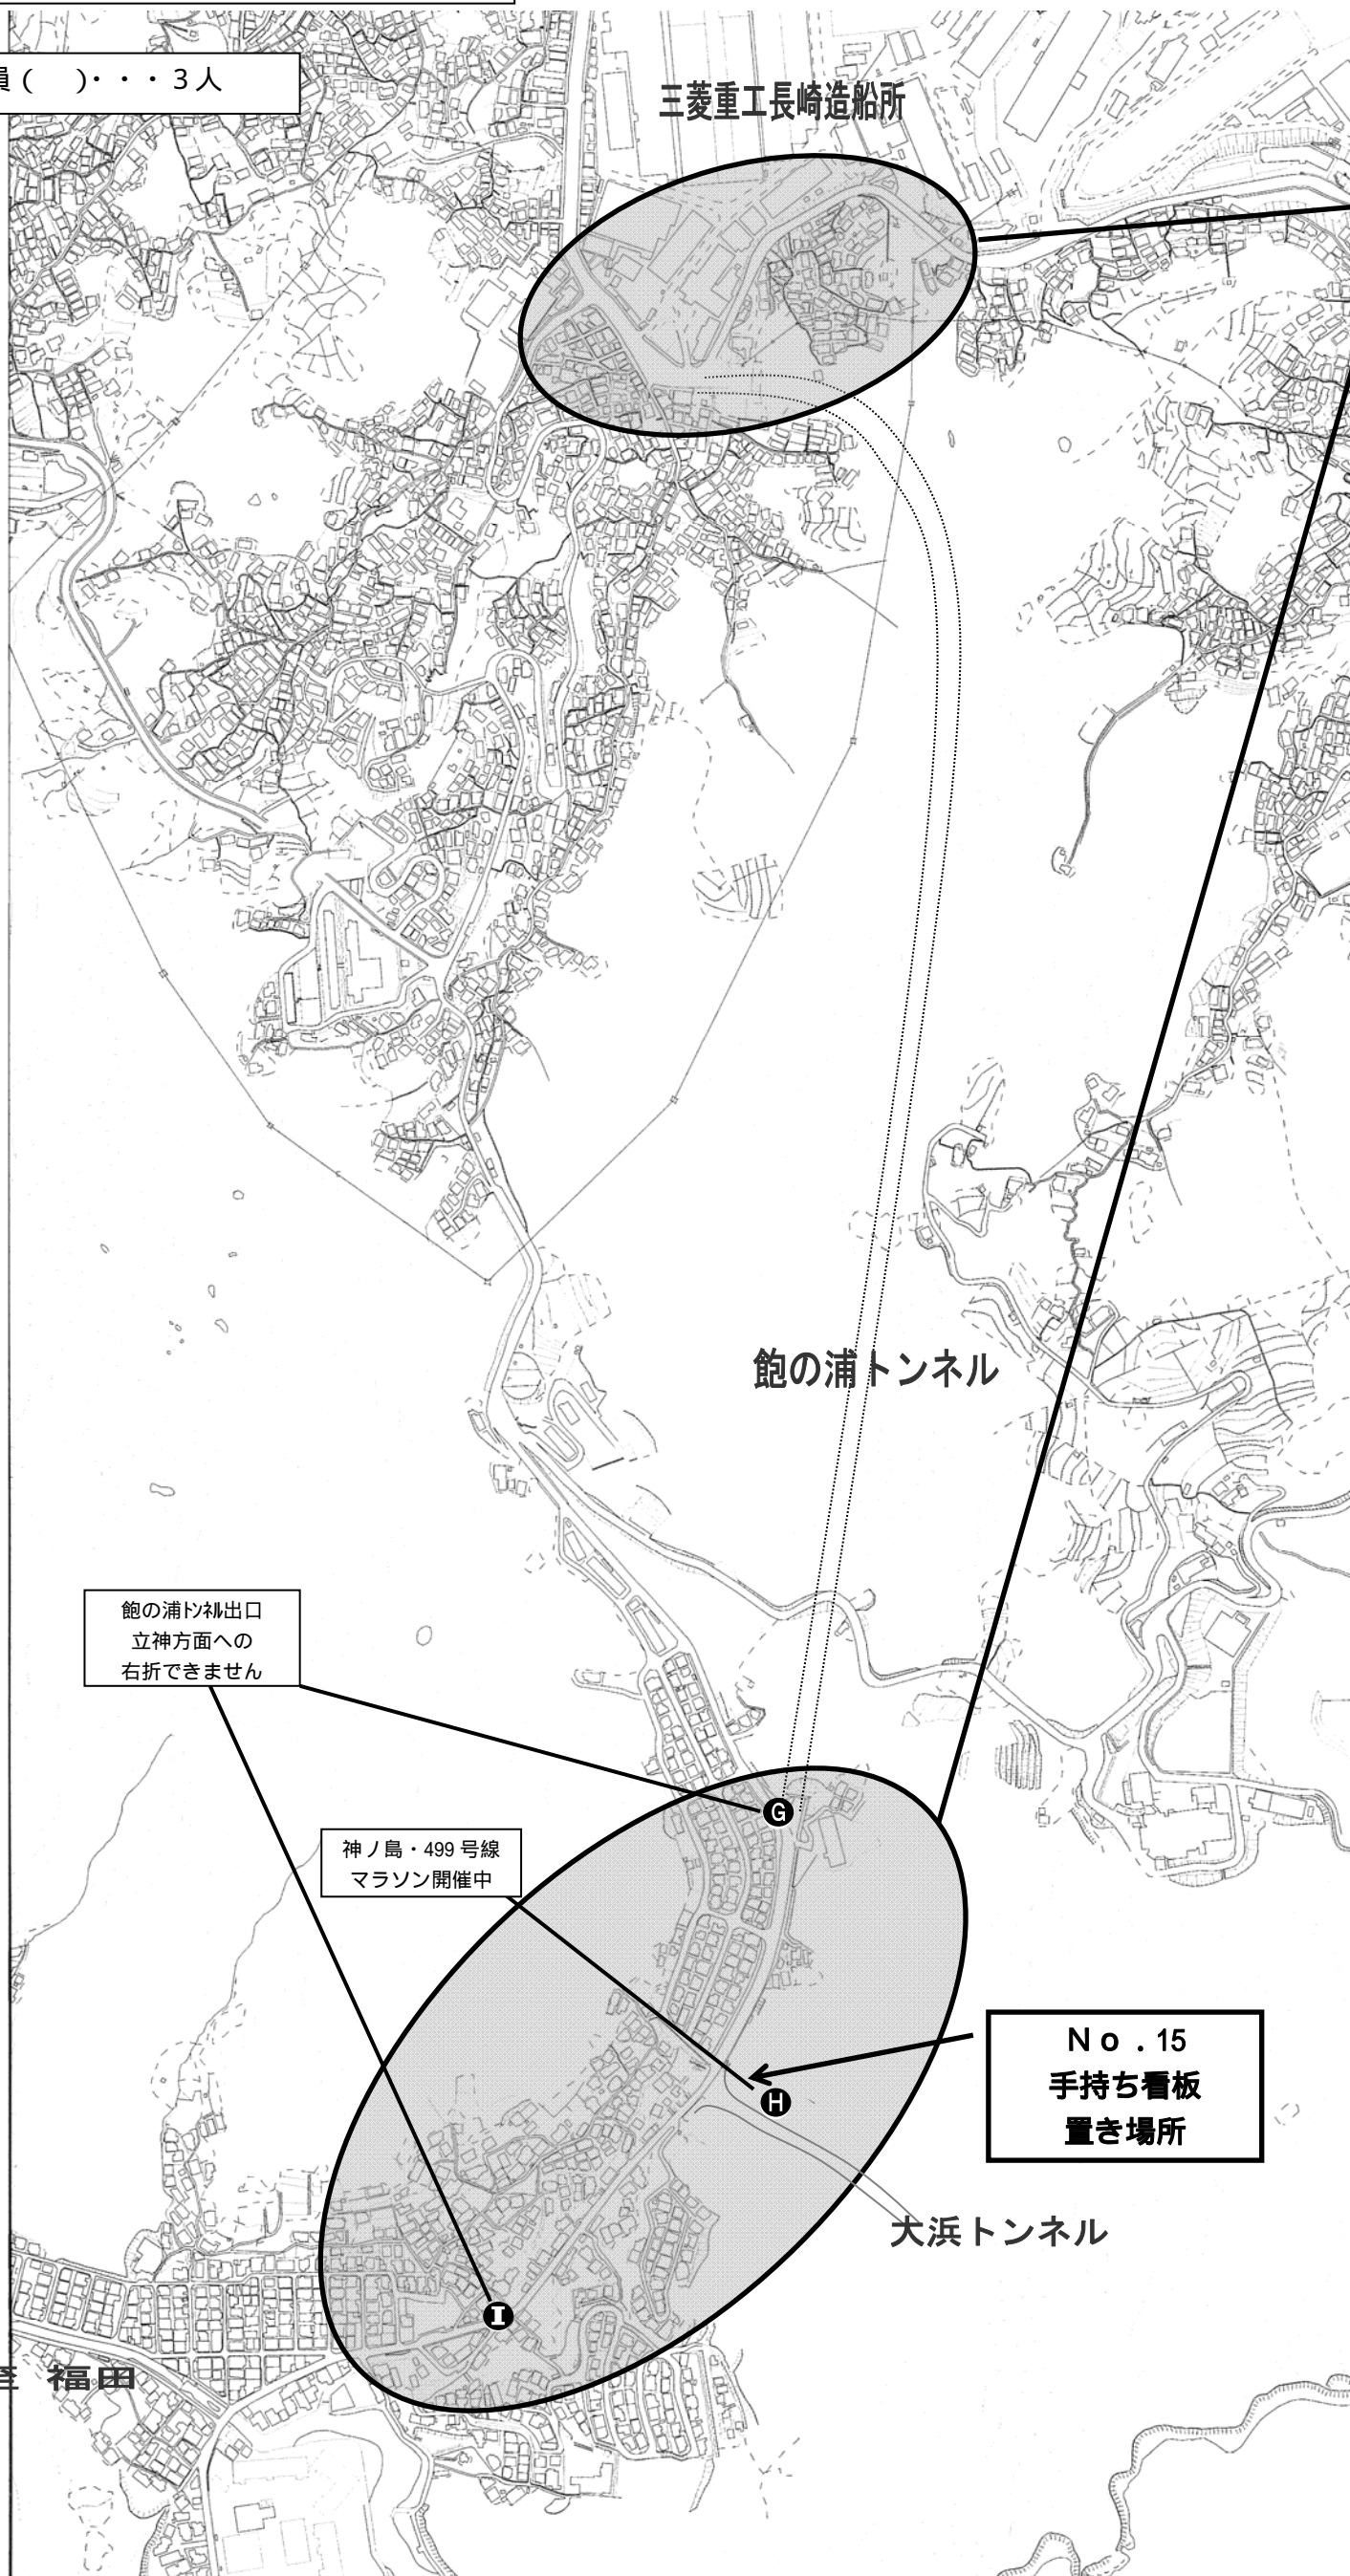 員（　）・・・３人
三菱重工長崎造船所
飽の浦トンネル
飽の浦ﾄﾝﾈﾙ出口
立神方面への
右折できません
G
神ノ島・499号線
マラソン開催中
Ｎｏ．15
手持ち看板
置き場所
H
大浜トンネル
I
至 福田